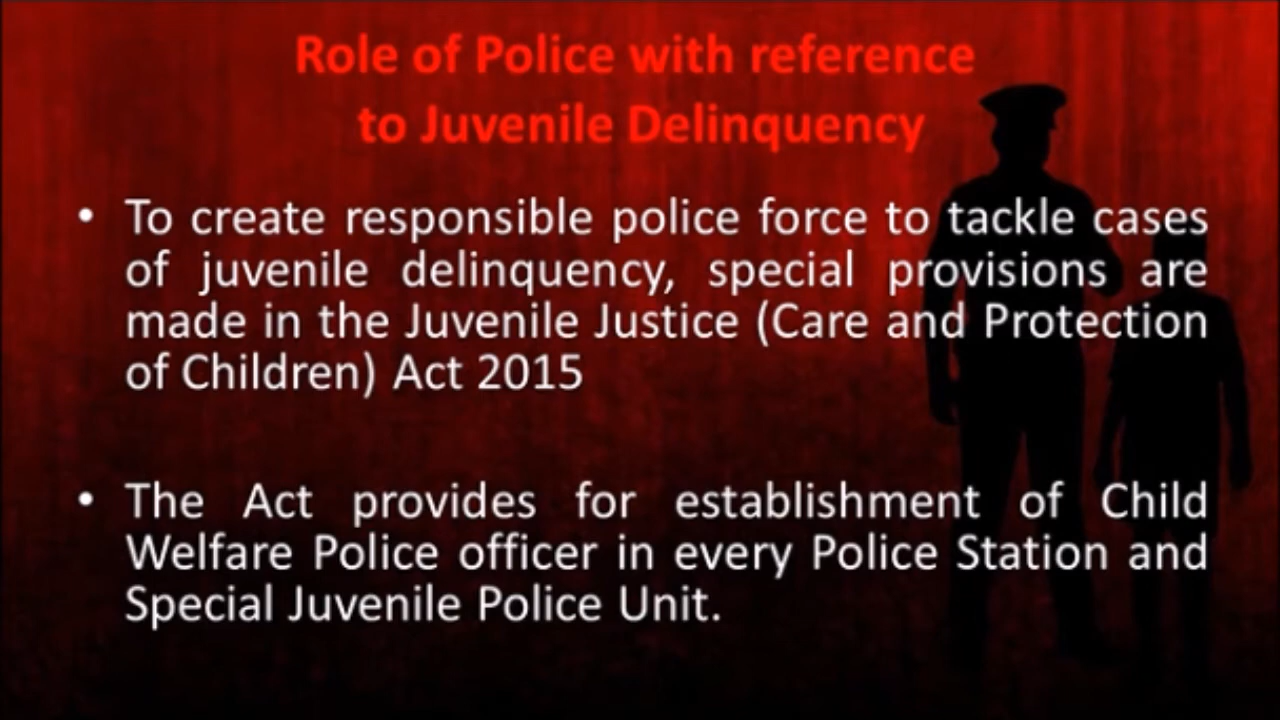 Role of Police with reference
to Juvenile Delinquency
• To create responsible police force to tackle cases
of juvenile delinquency, special provisions are
made in the Juvenile Justice (Care and Protection
of Children) Act 2015
• The Act provides for establishment of Child
Welfare Police officer in every Police Station and
Special Juvenile Police Unit.